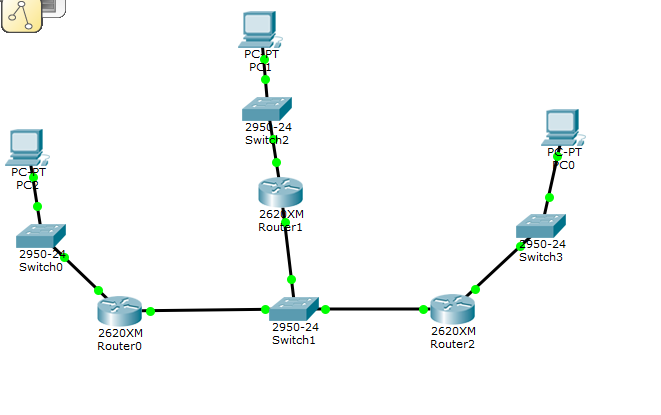 PC-PT
PC1
2950-24
Switch2
PC-PT
PC2
PC-PT
PC0
2620XM
Router1
2950-24
Switch0
2950-24
Switch3
2620XM
Router0
2950-24
Switch1
2620XM
Router2